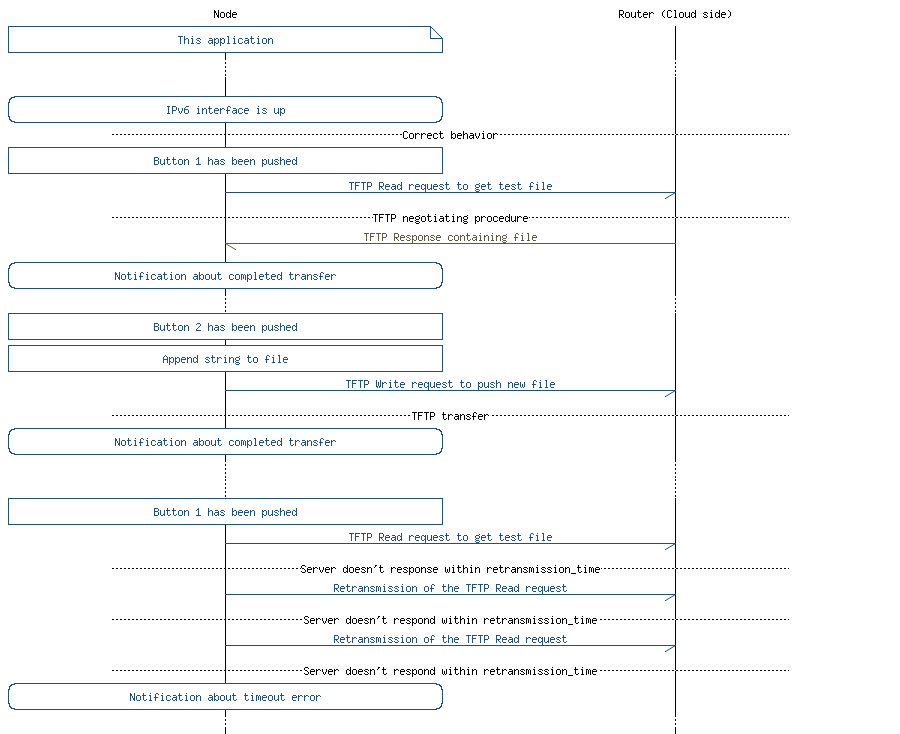 Node
Router (Cloud side)
This application
IPv6 interface is up
Correct behavior
Button 1 has been pushed
TFTP Read request to get test file
TFTP negotiating procedure
TFTP Response containing file
Notification about completed transfer
Button 2 has been pushed
Append string to file
TFTP Write request to push new file
TFTP transfer
Notification about completed transfer
Button 1 has been pushed
TFTP Read request to get test file
Server doesn't response within retransmission_time
Retransmission of the TFTP Read request
Server doesn't respond within retransmission_time
Retransmission of the TFTP Read request
Server doesn't respond within retransmission_time
Notification about timeout error